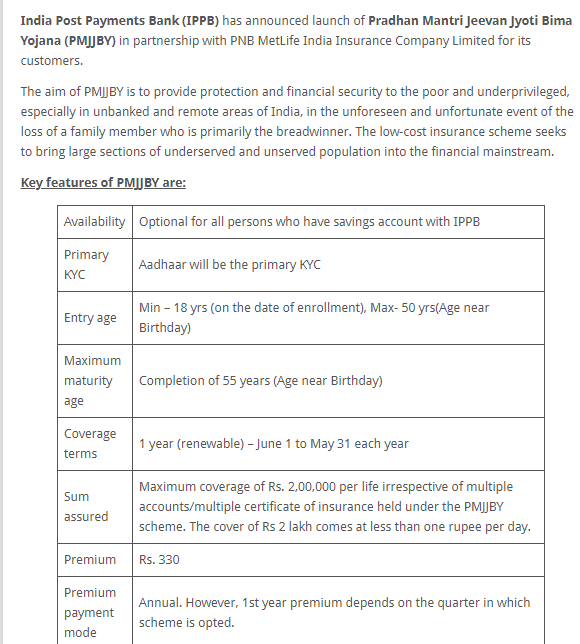 India Post Payments Bank (IPPB) has announced launch of Pradhan Mantri Jeevan Jyoti Bima
Yojana (PMJJBY) in partnership with PNB MetLife India Insurance Company Limited for its
customers.
The aim of PMJJBY is to provide protection and financial security to the poor and underprivileged,
especially in unbanked and remote areas of India, in the unforeseen and unfortunate event of the
loss of a family member who is primarily the breadwinner. The low-cost insurance scheme seeks
to bring large sections of underserved and unserved population into the financial mainstream.
Key features of PMJJBY are:
Availability
Optional for all persons who have savings account with IPPB
Primary
KYC
Aadhaar will be the primary KYC
Entry age
Min – 18 yrs (on the date of enrollment), Max- 50 yrs(Age near
Birthday)
Maximum
maturity
age
Completion of 55 years (Age near Birthday)
Coverage
terms
1 year (renewable) – June 1 to May 31 each year
Sum
assured
Maximum coverage of Rs. 2,00,000 per life irrespective of multiple
accounts/multiple certificate of insurance held under the PMJJBY
scheme. The cover of Rs 2 lakh comes at less than one rupee per day.
Premium
Rs. 330
Premium
payment
mode
Annual. However, 1st year premium depends on the quarter in which
scheme is opted.